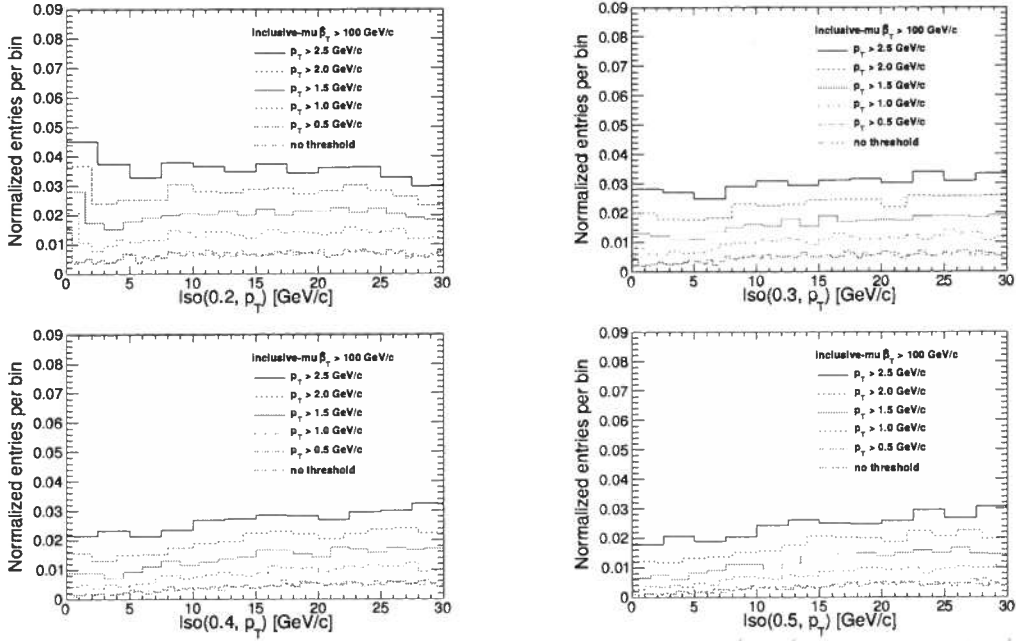 Normalized entries per bin
0.09
0.08
0.07
0.06
0.05
0.04
0.03
0.02
0.01
0
inclusive-mu p̂_T > 100 GeV/c
p_T > 2.5 GeV/c
p_T > 2.0 GeV/c
p_T > 1.5 GeV/c
p_T > 1.0 GeV/c
p_T > 0.5 GeV/c
no threshold
0 5 10 15 20 25 30
Iso(0.2, p_T) [GeV/c]
Normalized entries per bin
0.09
0.08
0.07
0.06
0.05
0.04
0.03
0.02
0.01
0
inclusive-mu p̂_T > 100 GeV/c
p_T > 2.5 GeV/c
p_T > 2.0 GeV/c
p_T > 1.5 GeV/c
p_T > 1.0 GeV/c
p_T > 0.5 GeV/c
no threshold
0 5 10 15 20 25 30
Iso(0.3, p_T) [GeV/c]
Normalized entries per bin
0.09
0.08
0.07
0.06
0.05
0.04
0.03
0.02
0.01
0
inclusive-mu p̂_T > 100 GeV/c
p_T > 2.5 GeV/c
p_T > 2.0 GeV/c
p_T > 1.5 GeV/c
p_T > 1.0 GeV/c
p_T > 0.5 GeV/c
no threshold
0 5 10 15 20 25 30
Iso(0.4, p_T) [GeV/c]
Normalized entries per bin
0.09
0.08
0.07
0.06
0.05
0.04
0.03
0.02
0.01
0
inclusive-mu p̂_T > 100 GeV/c
p_T > 2.5 GeV/c
p_T > 2.0 GeV/c
p_T > 1.5 GeV/c
p_T > 1.0 GeV/c
p_T > 0.5 GeV/c
no threshold
0 5 10 15 20 25 30
Iso(0.5, p_T) [GeV/c]